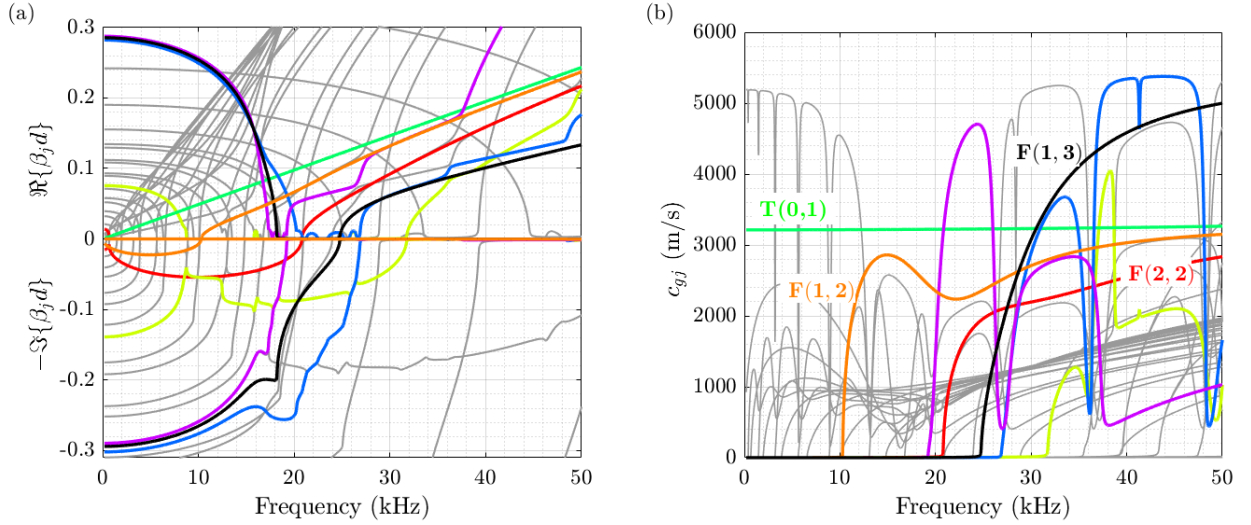 (a)
0.3
0.2
0.1
0
-0.1
-0.2
-0.3
ℜ{β_j d}
−ℑ{β_j d}
0 10 20 30 40 50
Frequency (kHz)
(b)
6000
5000
4000
3000
2000
1000
0
c_{gj} (m/s)
F(1, 3)
T(0,1)
F(1, 2)
F(2, 2)
0 10 20 30 40 50
Frequency (kHz)